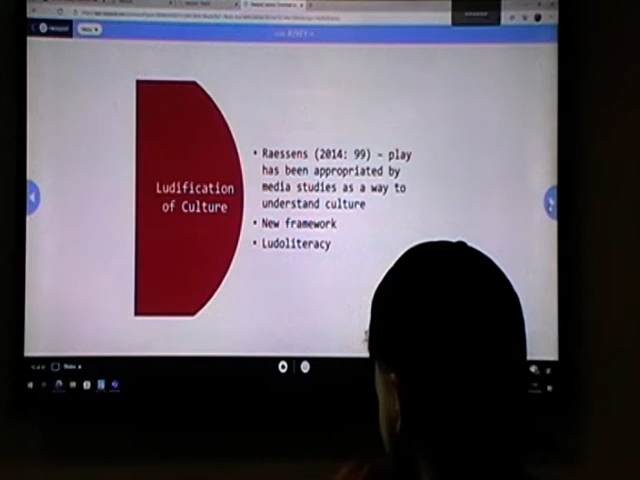 Ludification
of Culture
• Raessens (2014: 99) – play
has been appropriated by
media studies as a way to
understand culture
• New framework
• Ludoliteracy